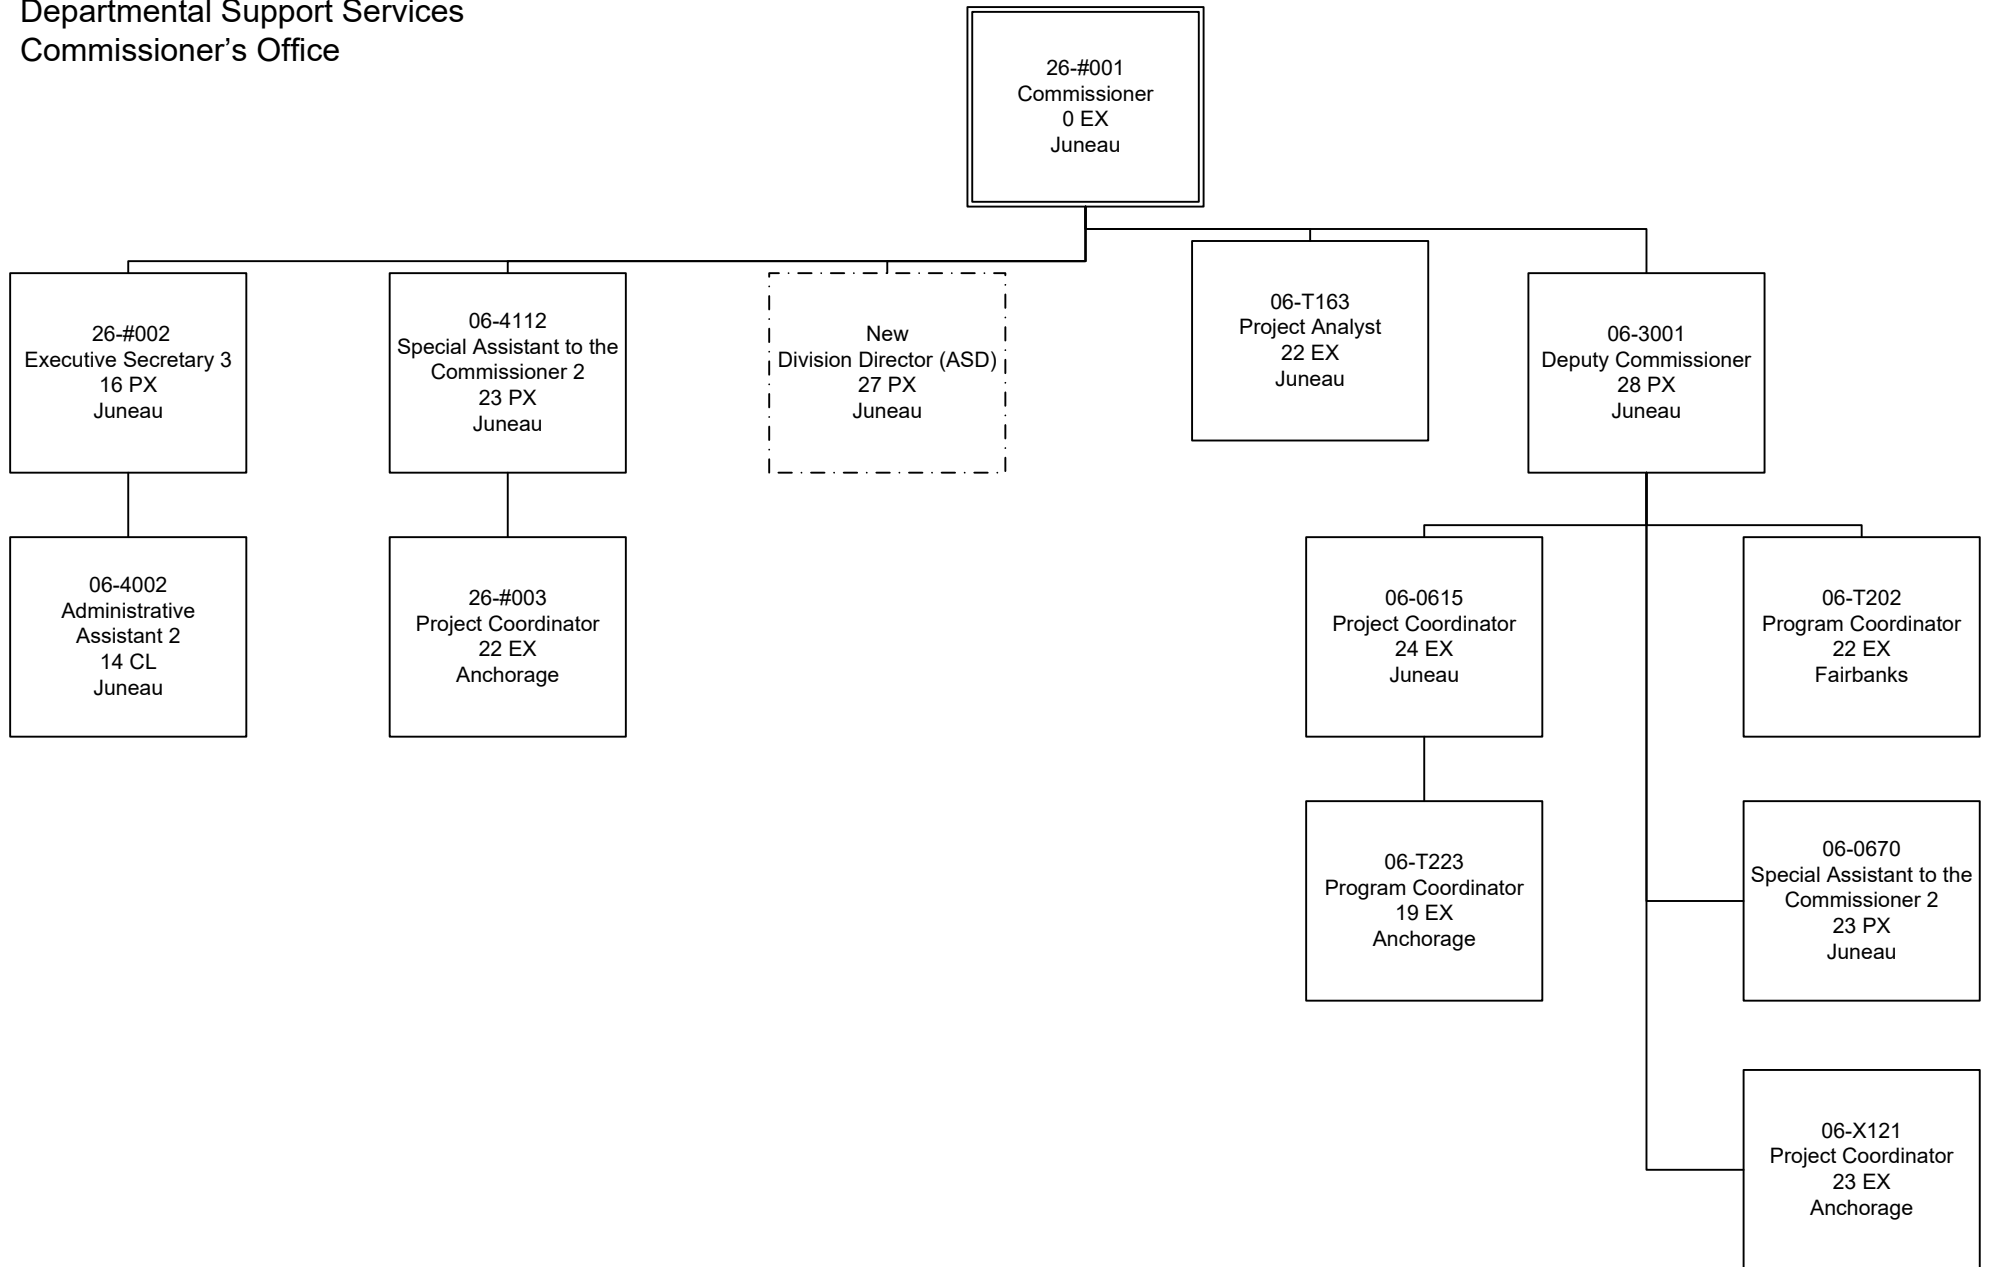 Departmental Support Services
Commissioner’s Office
26-#001
Commissioner
0 EX
Juneau
26-#002
Executive Secretary 3
16 PX
Juneau
06-4112
Special Assistant to the
Commissioner 2
23 PX
Juneau
New
Division Director (ASD)
27 PX
Juneau
06-T163
Project Analyst
22 EX
Juneau
06-3001
Deputy Commissioner
28 PX
Juneau
06-4002
Administrative
Assistant 2
14 CL
Juneau
26-#003
Project Coordinator
22 EX
Anchorage
06-0615
Project Coordinator
24 EX
Juneau
06-T202
Program Coordinator
22 EX
Fairbanks
06-T223
Program Coordinator
19 EX
Anchorage
06-0670
Special Assistant to the
Commissioner 2
23 PX
Juneau
06-X121
Project Coordinator
23 EX
Anchorage